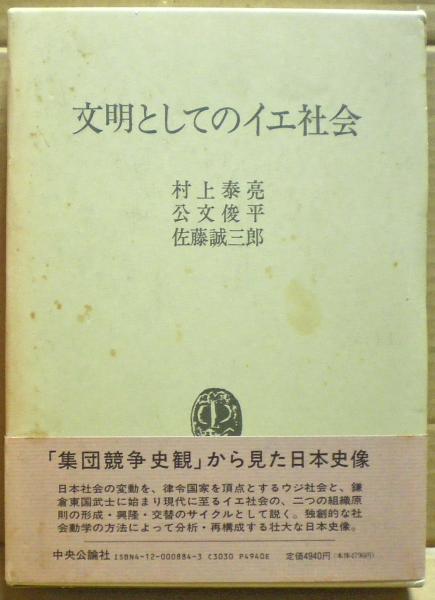 文明としてのイエ社会
村上泰亮
公文俊平
佐藤誠三郎
「集団競争史観」から見た日本史像
日本社会の変動を、律令国家を頂点とするウジ社会と、鎌
倉東国武士に始まり現代に至るイエ社会の、二つの組織原
則の形成・興隆・交替のサイクルとして説く。独創的な社
会動学の方法によって分析・再構成する壮大な日本史像。
中央公論社 ISBN4-12-000884-3 C3030 P4940E 定価4940円(本体4796円)